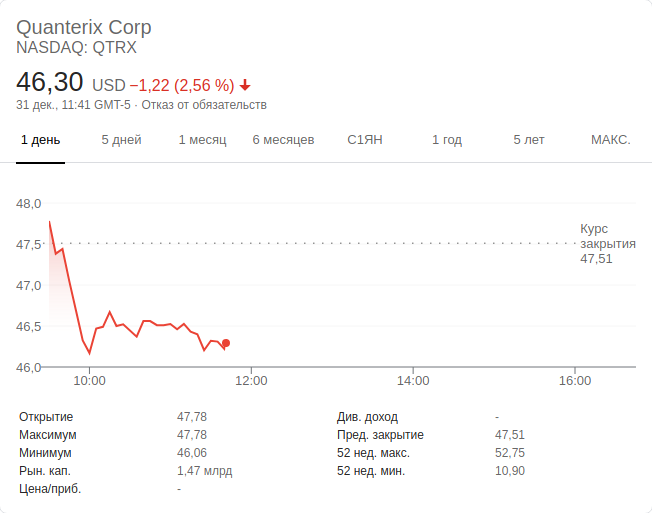 Quanterix Corp
NASDAQ: QTRX
46,30 USD −1,22 (2,56 %)
31 дек., 11:41 GMT-5 · Отказ от обязательств
1 день 5 дней 1 месяц 6 месяцев С1ЯН 1 год 5 лет МАКС.
48,0
47,5
47,0
46,5
46,0
Курс
закрытия
47,51
10:00 12:00 14:00 16:00
Открытие 47,78 Див. доход -
Максимум 47,78 Пред. закрытие 47,51
Минимум 46,06 52 нед. макс. 52,75
Рын. кап. 1,47 млрд 52 нед. мин. 10,90
Цена/приб. -